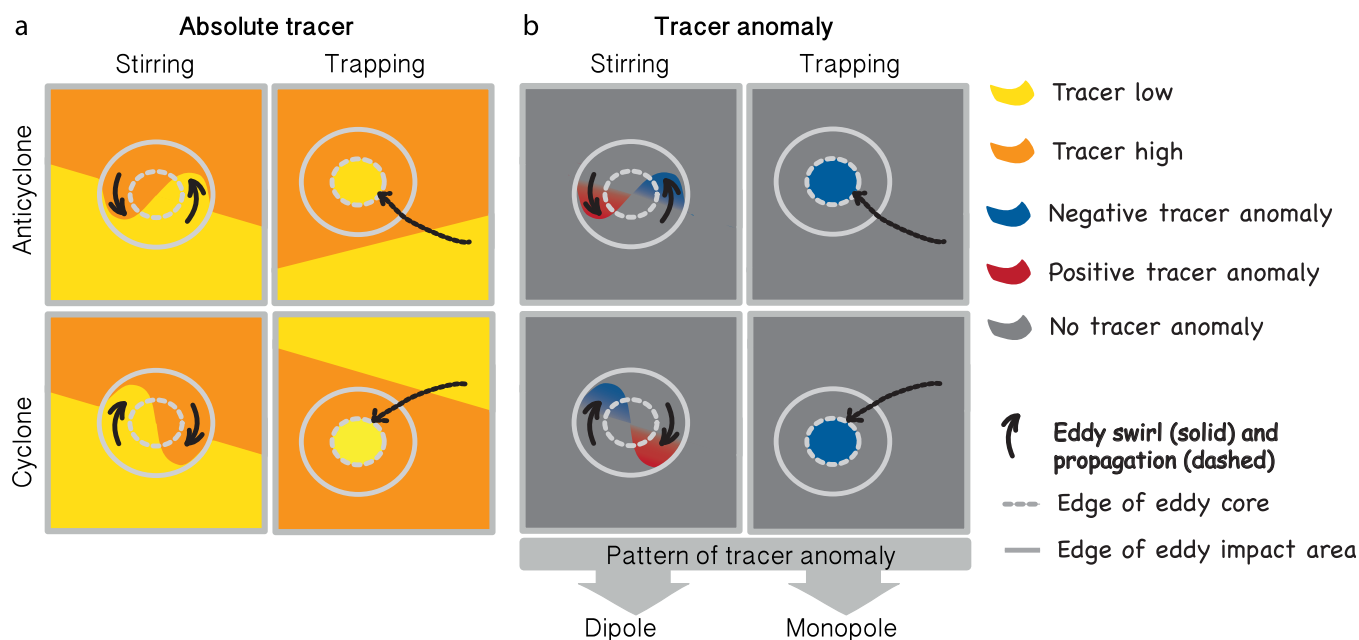 a
Absolute tracer
b
Tracer anomaly
Stirring
Trapping
Stirring
Trapping
Anticyclone
Cyclone
Tracer low
Tracer high
Negative tracer anomaly
Positive tracer anomaly
No tracer anomaly
Eddy swirl (solid) and
propagation (dashed)
Edge of eddy core
Edge of eddy impact area
Pattern of tracer anomaly
Dipole
Monopole